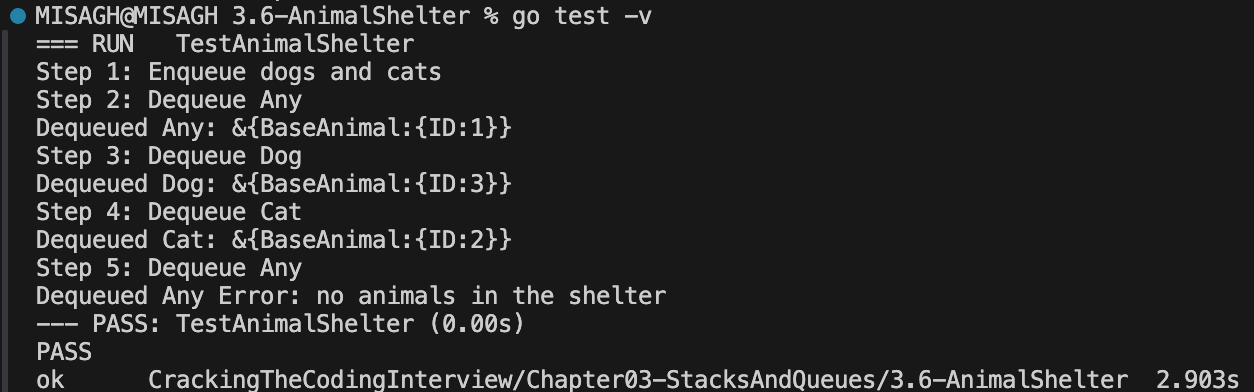 MISAGH@MISAGH 3.6-AnimalShelter % go test -v
=== RUN   TestAnimalShelter
Step 1: Enqueue dogs and cats
Step 2: Dequeue Any
Dequeued Any: &{BaseAnimal:{ID:1}}
Step 3: Dequeue Dog
Dequeued Dog: &{BaseAnimal:{ID:3}}
Step 4: Dequeue Cat
Dequeued Cat: &{BaseAnimal:{ID:2}}
Step 5: Dequeue Any
Dequeued Any Error: no animals in the shelter
--- PASS: TestAnimalShelter (0.00s)
PASS
ok      CrackingTheCodingInterview/Chapter03-StacksAndQueues/3.6-AnimalShelter  2.903s